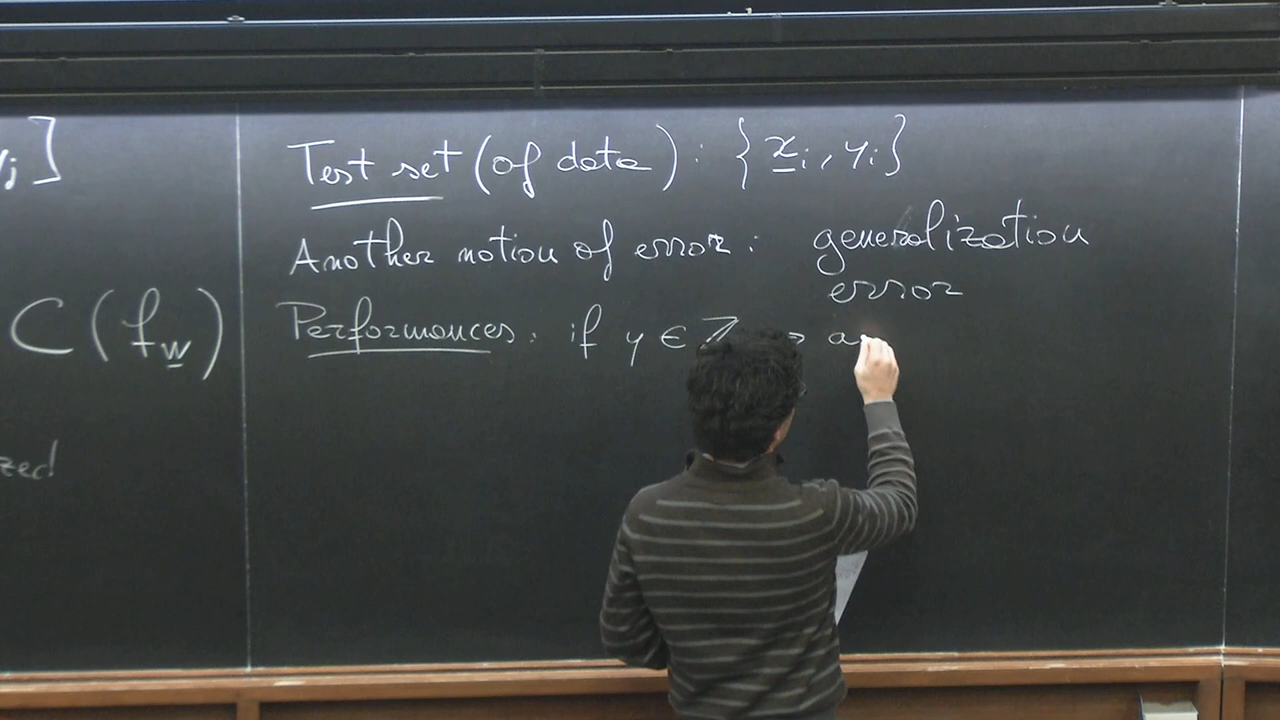 j]
C(f_w)
zed!
Test set (of data): {x_i, y_i}
Another notion of error: generalization
error
Performances: if y ∈ Z ⇒ a